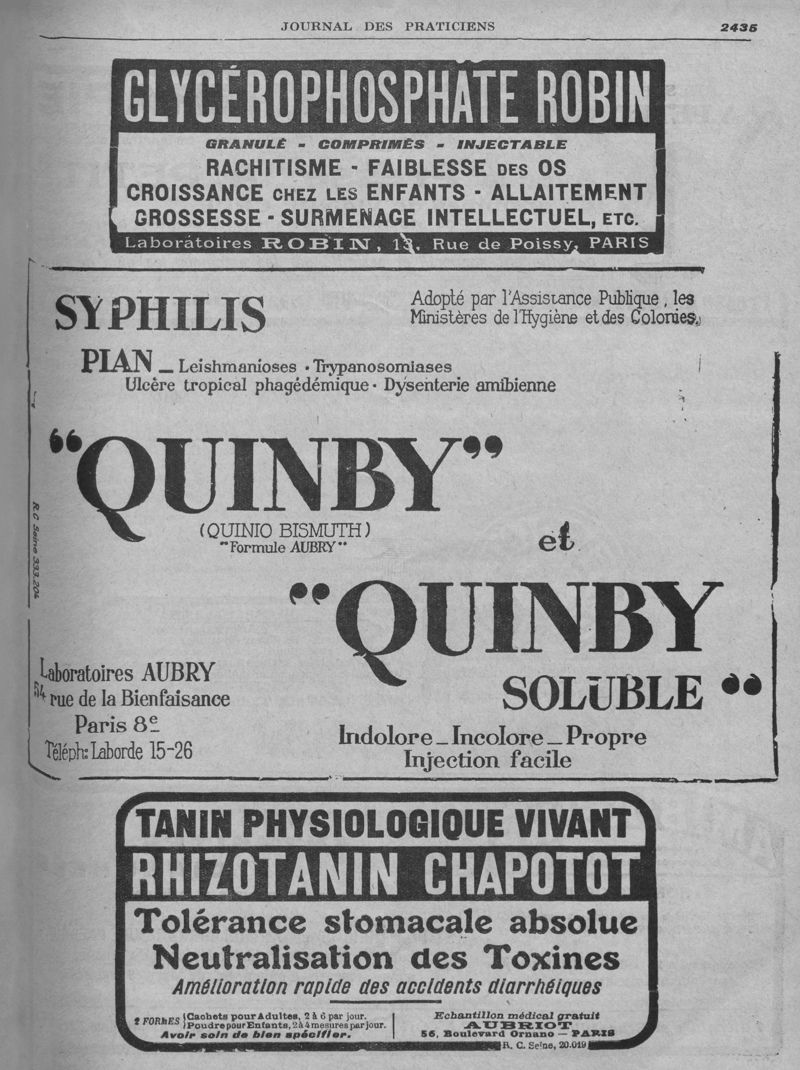 JOURNAL DES PRATICIENS 2435
GLYCÉROPHOSPHATE ROBIN
GRANULÉ - COMPRIMÉS - INJECTABLE
RACHITISME - FAIBLESSE DES OS
CROISSANCE CHEZ LES ENFANTS - ALLAITEMENT
GROSSESSE - SURMENAGE INTELLECTUEL, ETC.
Laboratoires ROBIN, 13, Rue de Poissy, PARIS
SYPHILIS
Adopté par l'Assistance Publique, les
Ministères de l'Hygiène et des Colonies.
PIAN _ Leishmanioses · Trypanosomiases
Ulcère tropical phagédémique · Dysenterie amibienne
“QUINBY”
(QUINIO BISMUTH)
"Formule AUBRY"
et
“QUINBY
SOLUBLE “
R.C Seine 333.204
Laboratoires AUBRY
54 rue de la Bienfaisance
Paris 8e
Téléph: Laborde 15-26
Indolore _ Incolore _ Propre
Injection facile
TANIN PHYSIOLOGIQUE VIVANT
RHIZOTANIN CHAPOTOT
Tolérance stomacale absolue
Neutralisation des Toxines
Amélioration rapide des accidents diarrhéiques
2 FORMES { Cachets pour Adultes, 2 à 6 par jour.
Poudre pour Enfants, 2 à 4 mesures par jour.
Avoir soin de bien spécifier.
Echantillon médical gratuit
AUBRIOT
56, Boulevard Ornano — PARIS
R. C. Seine, 20.019